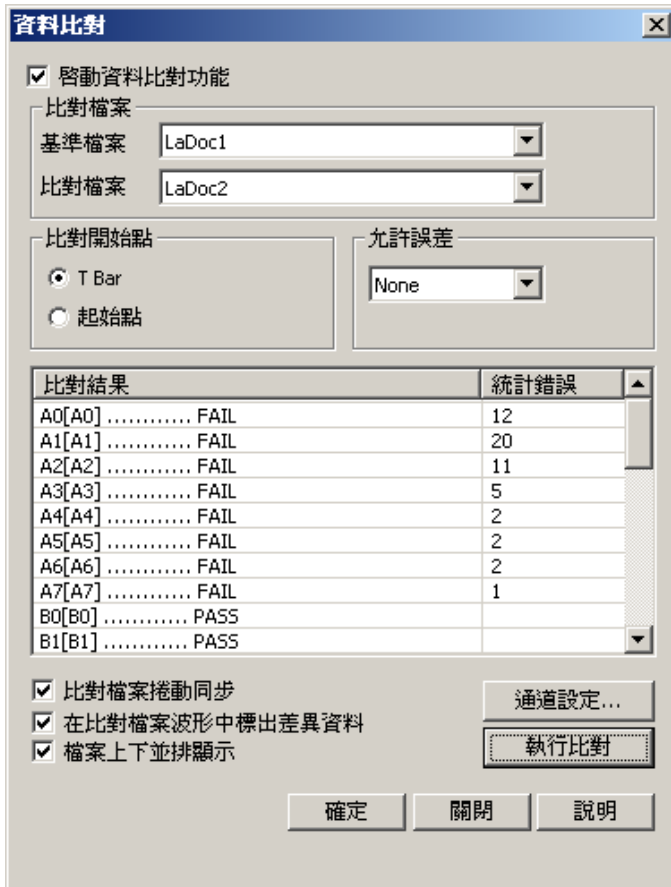 資料比對
啓動資料比對功能
比對檔案
基準檔案 LaDoc1
比對檔案 LaDoc2
比對開始點
T Bar
起始點
允許誤差
None
比對結果 統計錯誤
A0[A0] ............ FAIL 12
A1[A1] ............ FAIL 20
A2[A2] ............ FAIL 11
A3[A3] ............ FAIL 5
A4[A4] ............ FAIL 2
A5[A5] ............ FAIL 2
A6[A6] ............ FAIL 2
A7[A7] ............ FAIL 1
B0[B0] ............ PASS
B1[B1] ............ PASS
比對檔案捲動同步
在比對檔案波形中標出差異資料
檔案上下並排顯示
通道設定...
執行比對
確定 關閉 說明